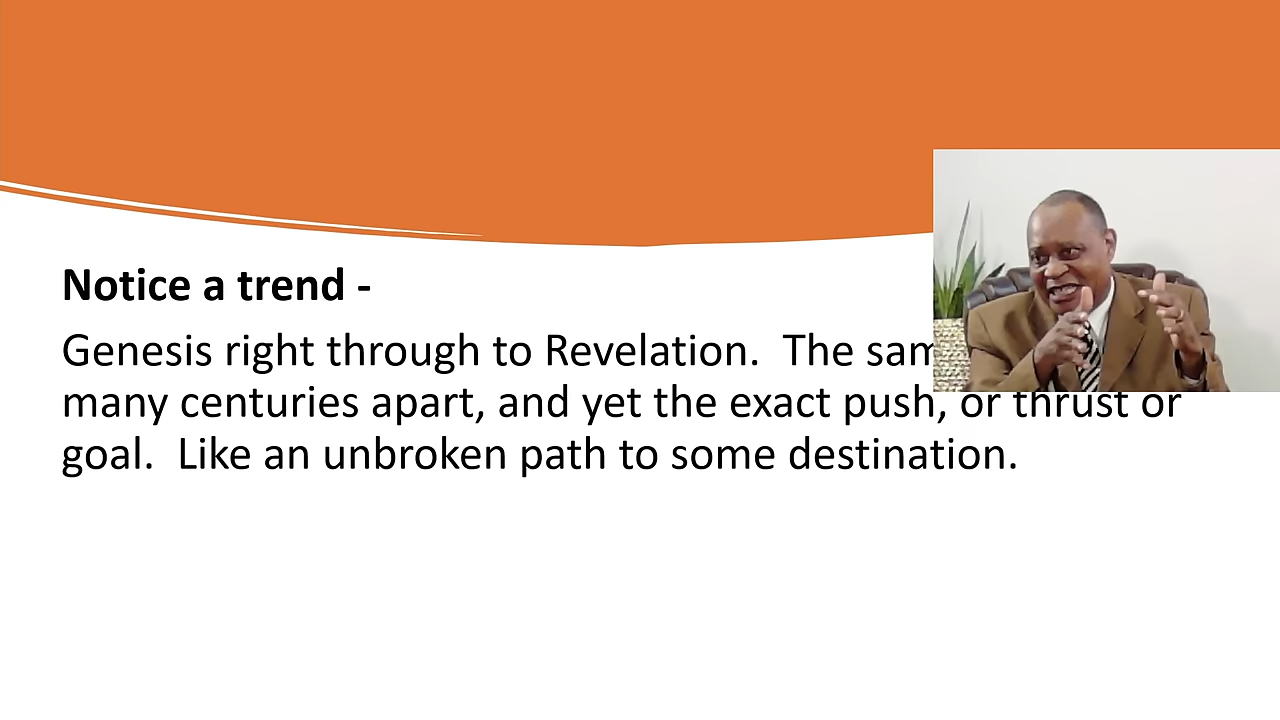 Notice a trend -
Genesis right through to Revelation. The
many centuries apart, and yet the exact push, or thrust or
goal. Like an unbroken path to some destination.